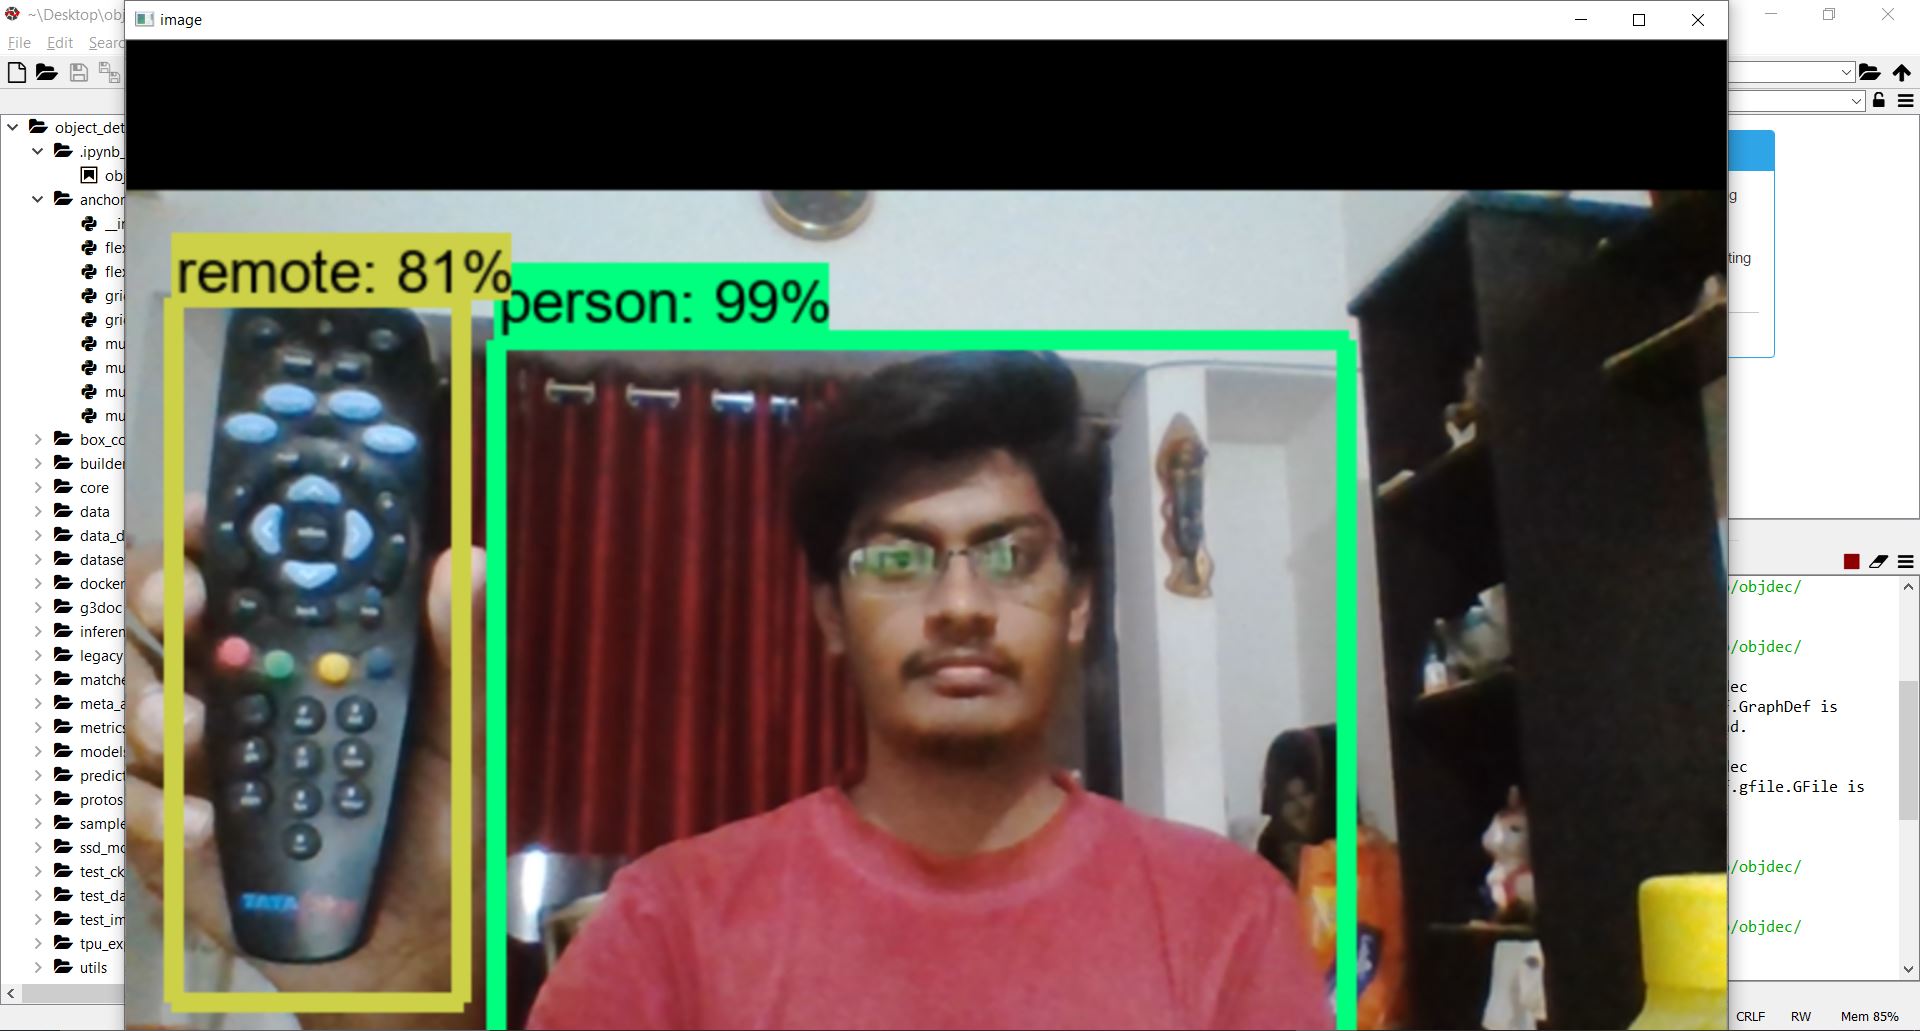 ~\Desktop\obj
image
File Edit Searc
object_det
.ipynb_
obj
anchor
__ir
flex
flex
gri
gri
mu
mu
mu
mu
box_co
builder
core
data
data_d
datase
docker
g3doc
inferen
legacy
matche
meta_a
metrics
models
predict
protos
sample
ssd_mo
test_ck
test_da
test_im
tpu_ex
utils
remote: 81%
person: 99%
TATA
g
ting
/objdec/
/objdec/
ec
.GraphDef is
d.
ec
.gfile.GFile is
/objdec/
/objdec/
CRLF RW Mem 85%